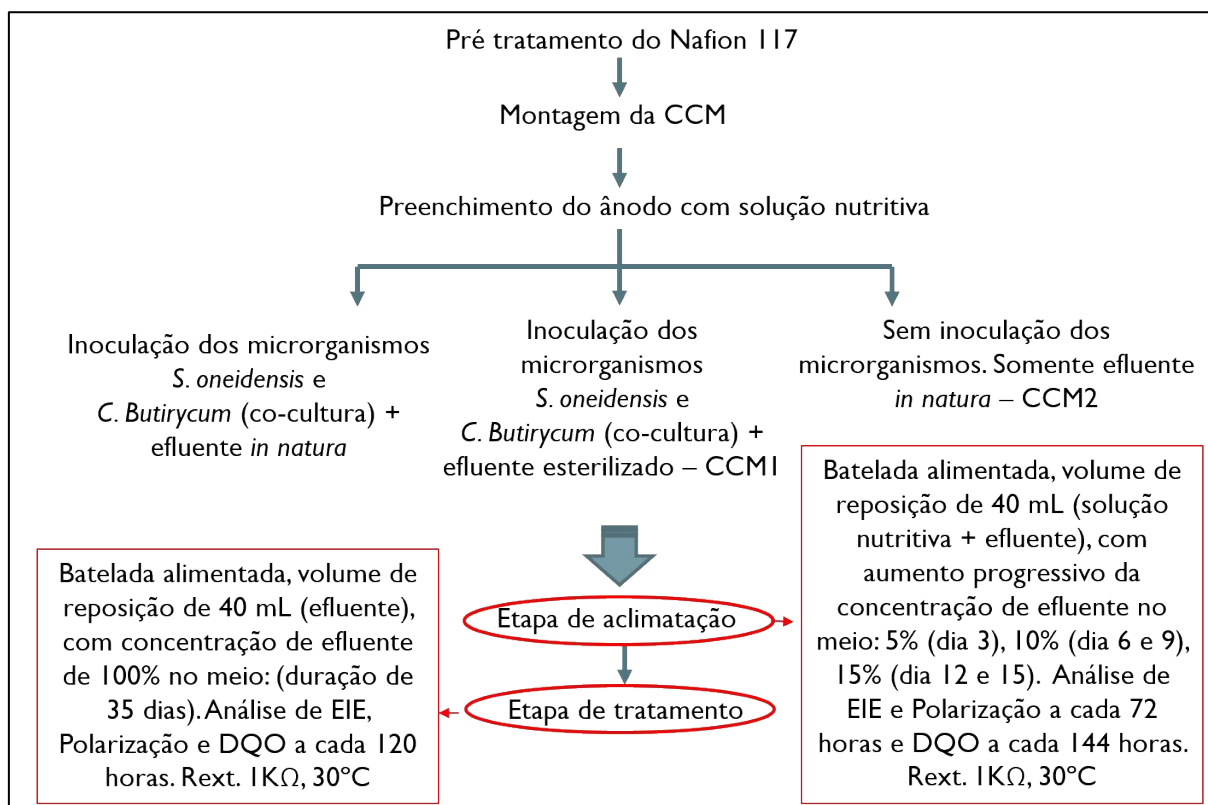 Pré tratamento do Nafion 117
Montagem da CCM
Preenchimento do ânodo com solução nutritiva
Inoculação dos microrganismos
S. oneidensis e
C. Butirycum (co-cultura) +
efluente in natura
Inoculação dos
microrganismos
S. oneidensis e
C. Butirycum (co-cultura) +
efluente esterilizado – CCM1
Sem inoculação dos
microrganismos. Somente efluente
in natura – CCM2
Batelada alimentada, volume de
reposição de 40 mL (solução
nutritiva + efluente), com
aumento progressivo da
concentração de efluente no
meio: 5% (dia 3), 10% (dia 6 e 9),
15% (dia 12 e 15). Análise de
EIE e Polarização a cada 72
horas e DQO a cada 144 horas.
Rext. 1KΩ, 30ºC
Etapa de aclimatação
Etapa de tratamento
Batelada alimentada, volume de
reposição de 40 mL (efluente),
com concentração de efluente
de 100% no meio: (duração de
35 dias). Análise de EIE,
Polarização e DQO a cada 120
horas. Rext. 1KΩ, 30ºC